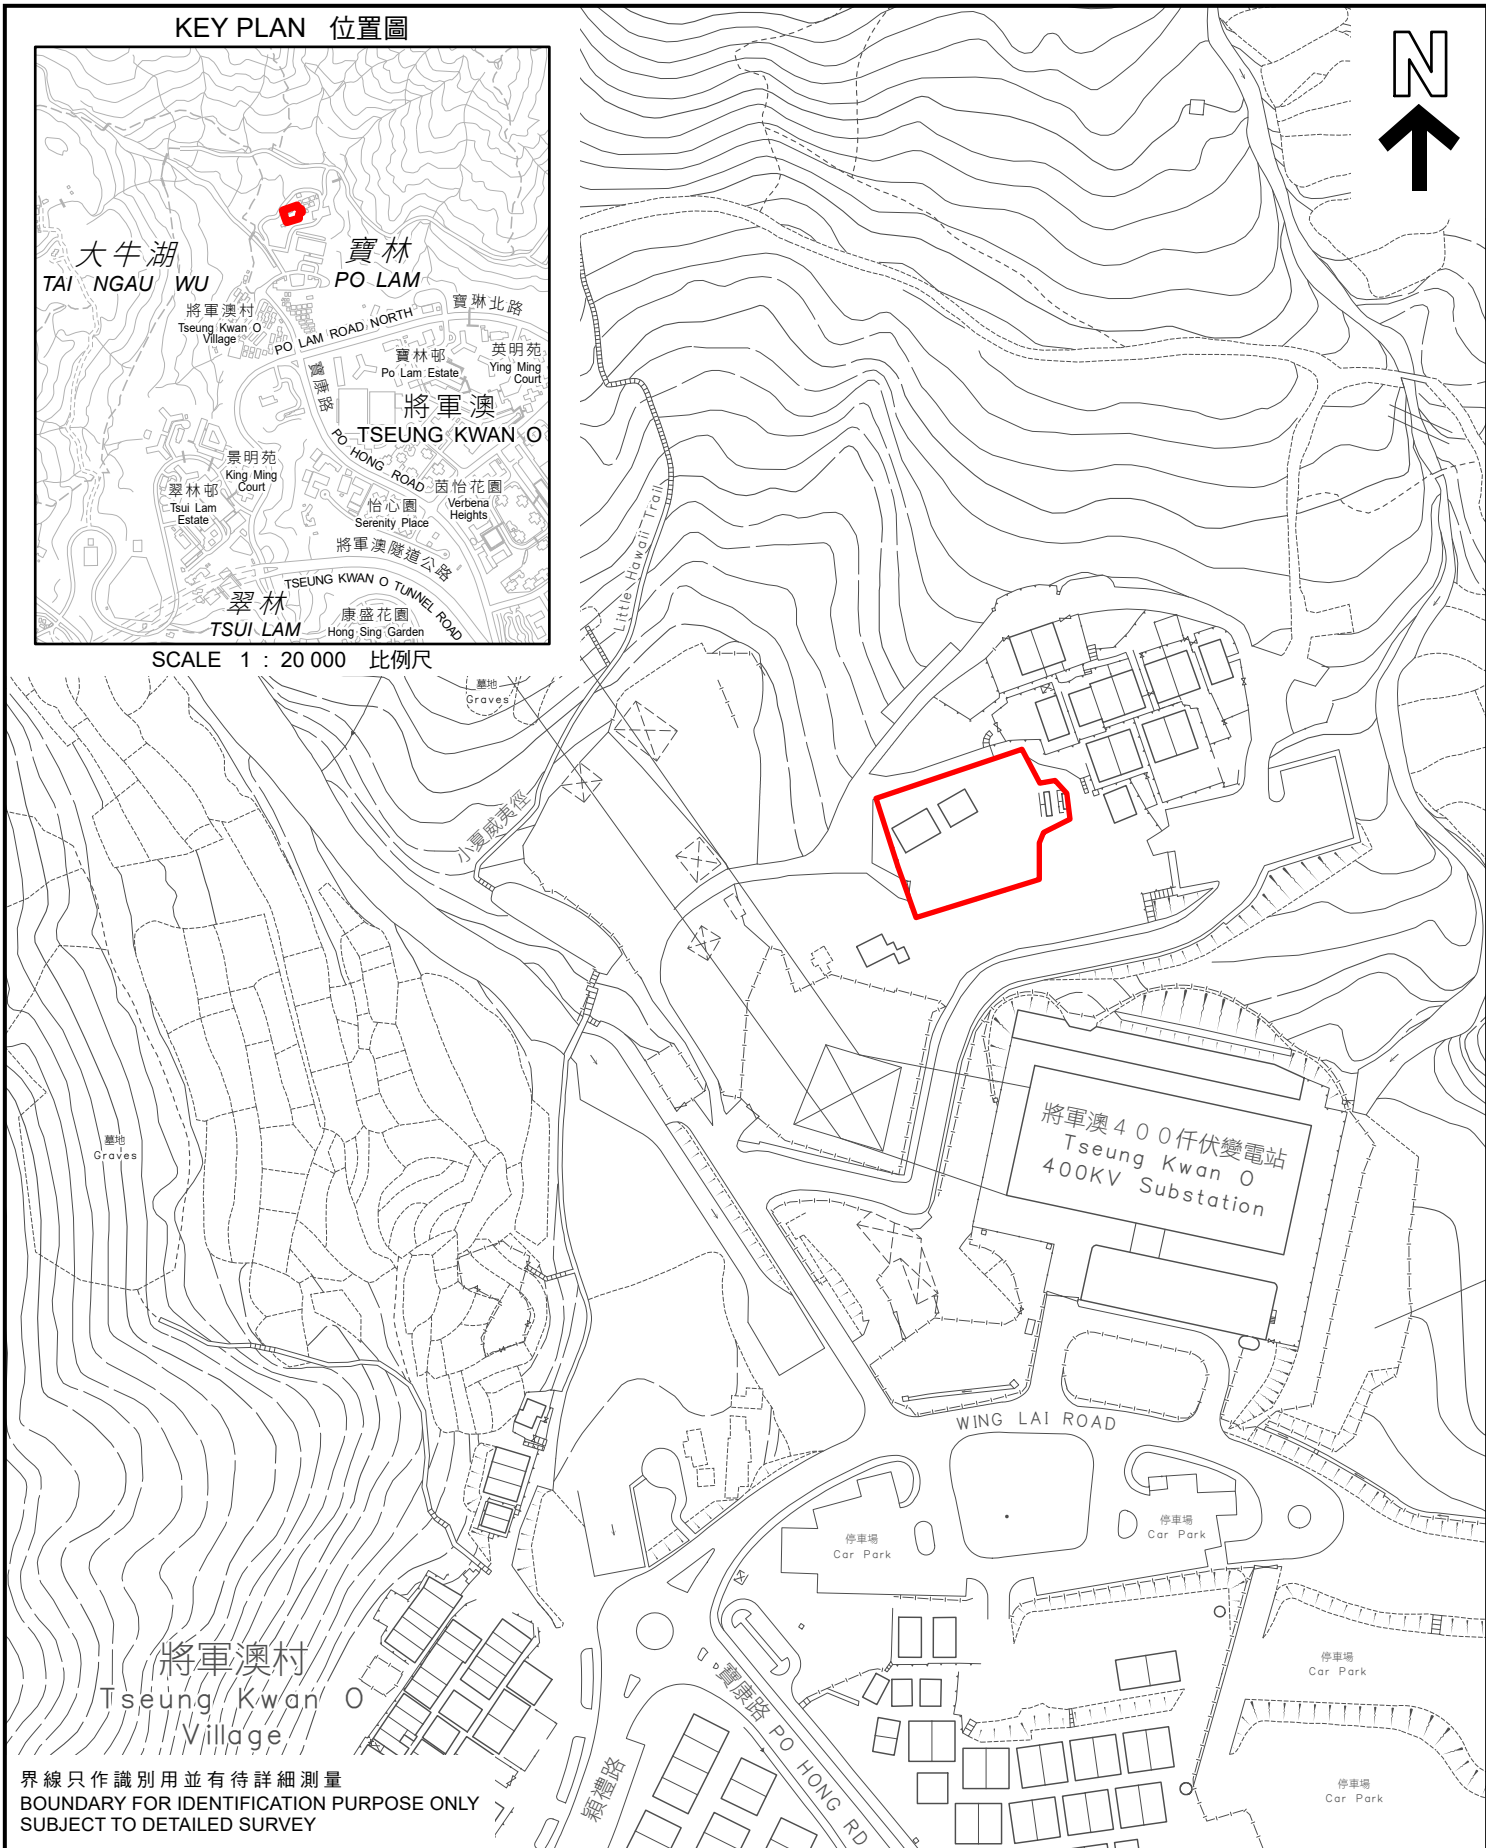 KEY PLAN 位置圖
N
大牛湖
TAI NGAU WU
寶林
PO LAM
將軍澳村
Tseung Kwan O
Village
寶琳北路
PO LAM ROAD NORTH
寶林邨
Po Lam Estate
英明苑
Ying Ming
Court
寶康路
PO HONG ROAD
將軍澳
TSEUNG KWAN O
景明苑
King Ming
Court
翠林邨
Tsui Lam
Estate
茵怡花園
Verbena
Heights
怡心園
Serenity Place
將軍澳隧道公路
TSEUNG KWAN O TUNNEL ROAD
翠林
TSUI LAM
康盛花園
Hong Sing Garden
SCALE 1 : 20 000 比例尺
Little Hawaii Trail
小夏威夷徑
墓地
Graves
墓地
Graves
將軍澳400仟伏變電站
Tseung Kwan O
400KV Substation
WING LAI ROAD
停車場
Car Park
停車場
Car Park
停車場
Car Park
停車場
Car Park
將軍澳村
Tseung Kwan O
Village
寶康路 PO HONG RD
穎禮路
界線只作識別用並有待詳細測量
BOUNDARY FOR IDENTIFICATION PURPOSE ONLY
SUBJECT TO DETAILED SURVEY